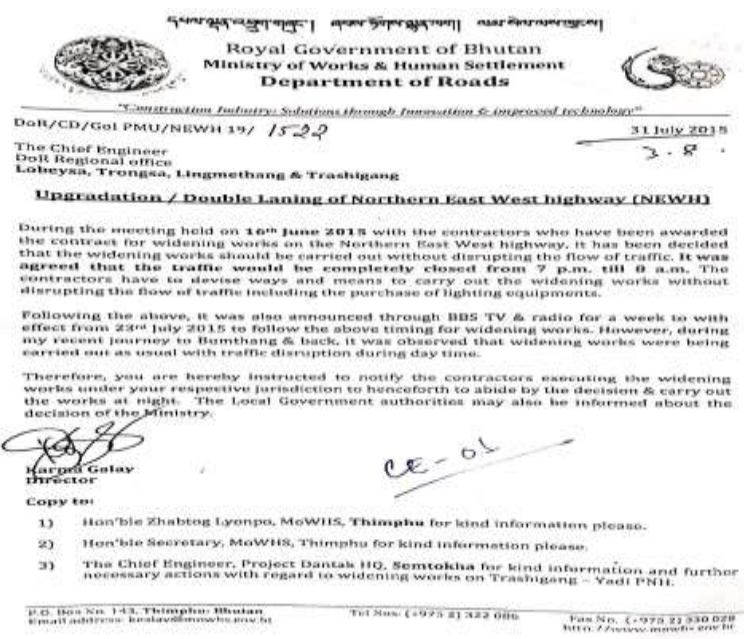 Royal Government of Bhutan
Ministry of Works & Human Settlement
Department of Roads
"Construction Industry: Solutions through Innovation & improved technology"
DoR/CD/GoI PMU/NEWH 19/ 1522
31 July 2015
3.8.
The Chief Engineer
DoR Regional office
Lobeysa, Trongsa, Lingmethang & Trashigang
Upgradation / Double Laning of Northern East West highway (NEWH)
During the meeting held on 16th June 2015 with the contractors who have been awarded
the contract for widening works on the Northern East West highway, it has been decided
that the widening works should be carried out without disrupting the flow of traffic. It was
agreed that the traffic would be completely closed from 7 p.m. till 8 a.m. The
contractors have to devise ways and means to carry out the widening works without
disrupting the flow of traffic including the purchase of lighting equipments.
Following the above, it was also announced through BBS TV & radio for a week to with
effect from 23rd July 2015 to follow the above timing for widening works. However, during
my recent journey to Bumthang & back, it was observed that widening works were being
carried out as usual with traffic disruption during day time.
Therefore, you are hereby instructed to notify the contractors executing the widening
works under your respective jurisdiction to henceforth to abide by the decision & carry out
the works at night. The Local Government authorities may also be informed about the
decision of the Ministry.
Karma Galay
Director
CE-01
Copy to:
1) Hon'ble Zhabtog Lyonpo, MoWHS, Thimphu for kind information please.
2) Hon'ble Secretary, MoWHS, Thimphu for kind information please.
3) The Chief Engineer, Project Dantak HQ, Semtokha for kind information and further
necessary actions with regard to widening works on Trashigang – Yadi PNH.
P.O. Box No. 143, Thimphu: Bhutan
Tel Nos: (+975 2) 322 086
Fax No. (+975 2) 330 028
Email address: